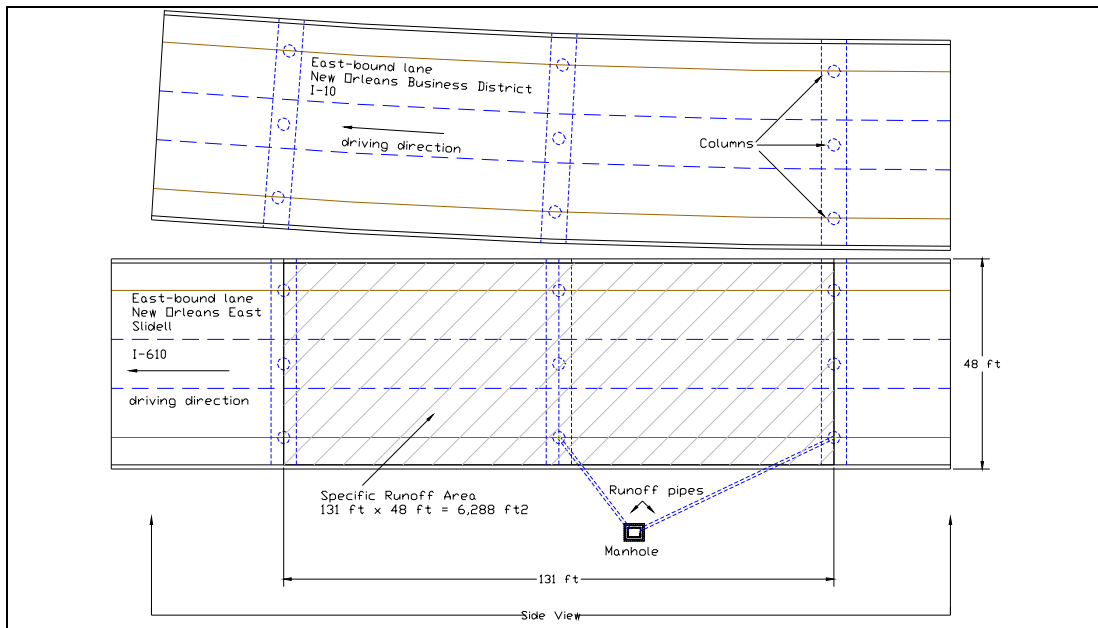 East-bound lane
New Orleans Business District
I-10
driving direction
Columns
East-bound lane
New Orleans East
Slidell
I-610
driving direction
48 ft
Specific Runoff Area
131 ft x 48 ft = 6,288 ft2
Runoff pipes
Manhole
131 ft
Side View